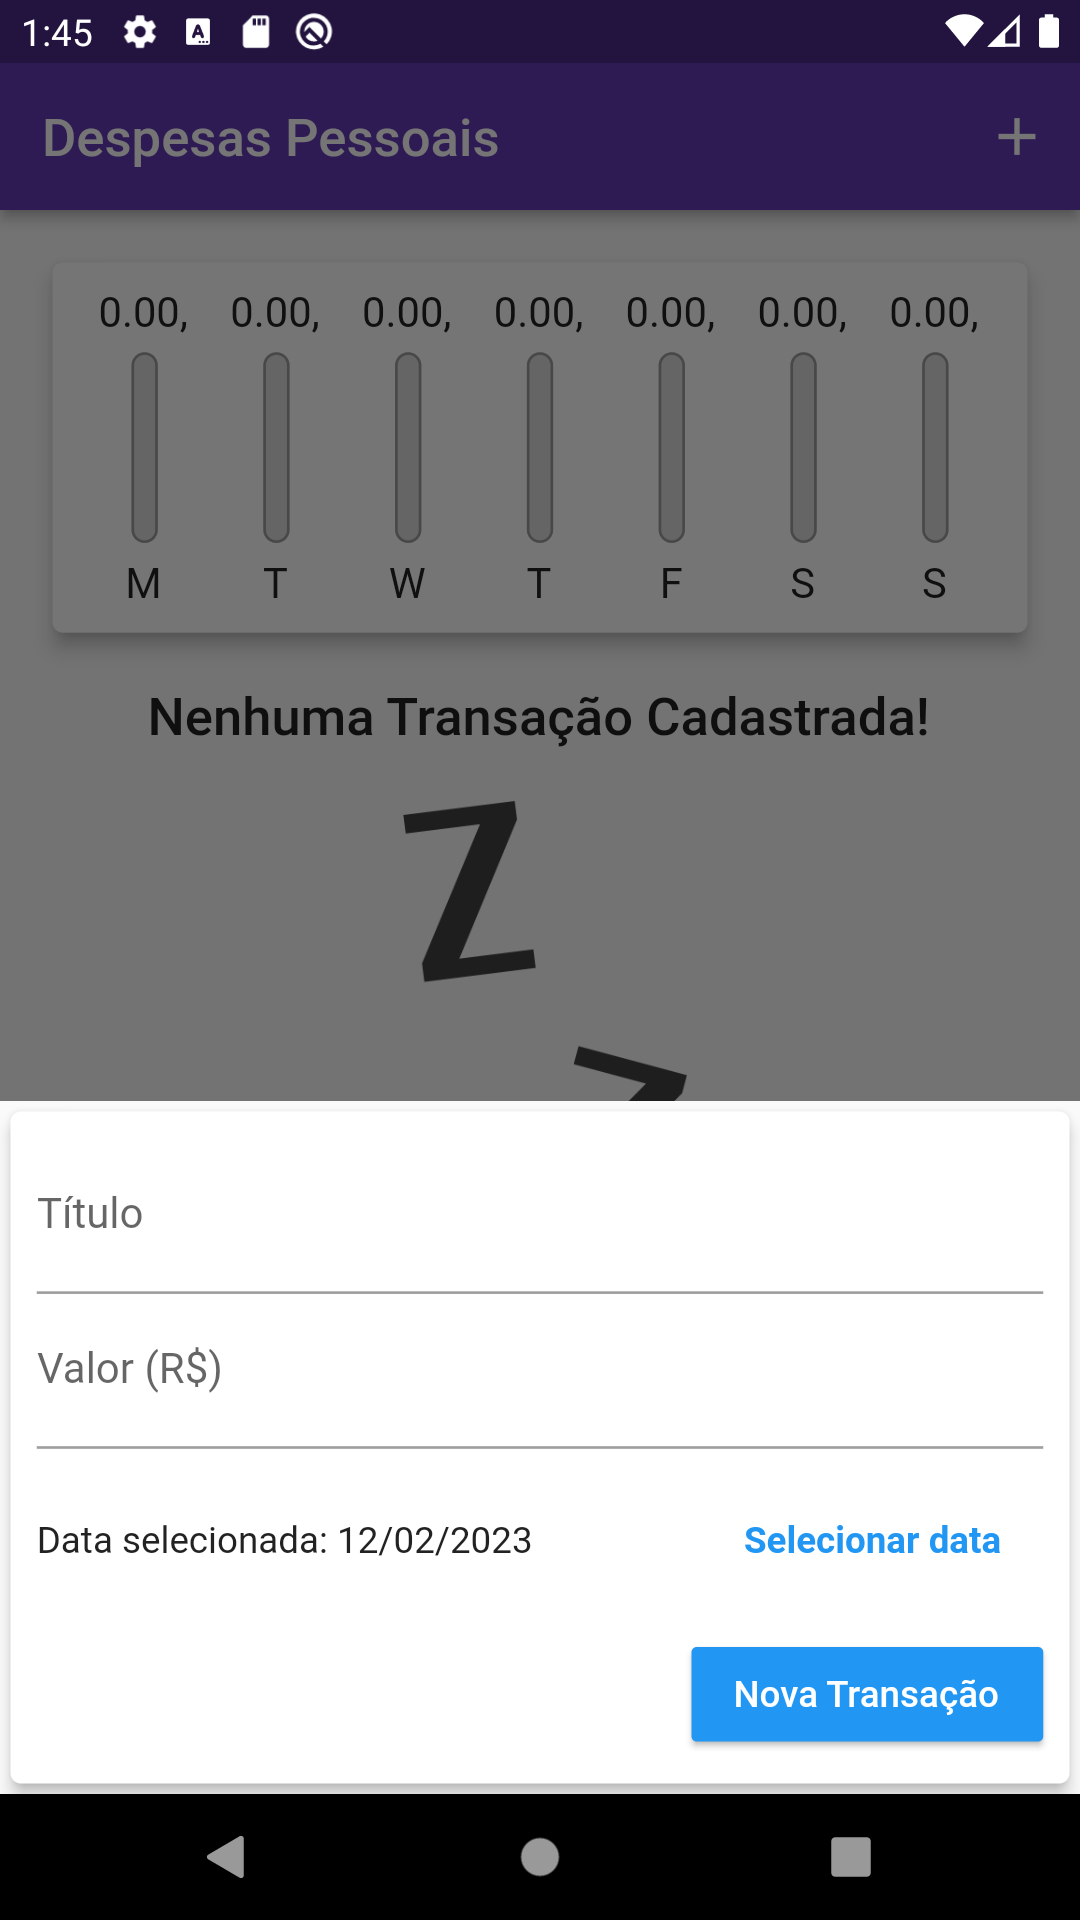 1:45
Despesas Pessoais +
0.00, 0.00, 0.00, 0.00, 0.00, 0.00, 0.00,
M T W T F S S
Nenhuma Transação Cadastrada!
Z
Z
Título
Valor (R$)
Data selecionada: 12/02/2023 Selecionar data
Nova Transação